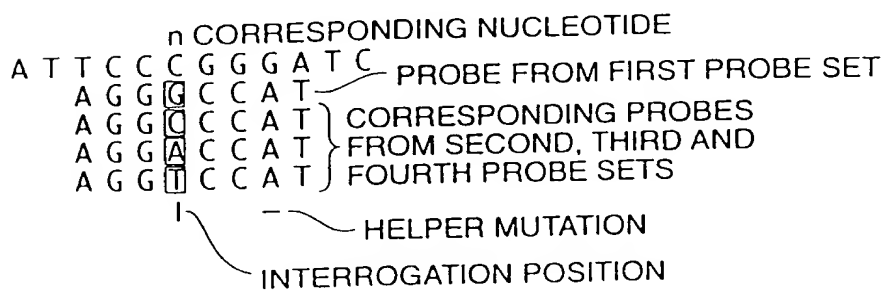 n CORRESPONDING NUCLEOTIDE
A T T C C C G G G A T C
A G G G C C A T PROBE FROM FIRST PROBE SET
A G G C C C A T CORRESPONDING PROBES
A G G A C C A T FROM SECOND, THIRD AND
A G G T C C A T FOURTH PROBE SETS
I HELPER MUTATION
INTERROGATION POSITION